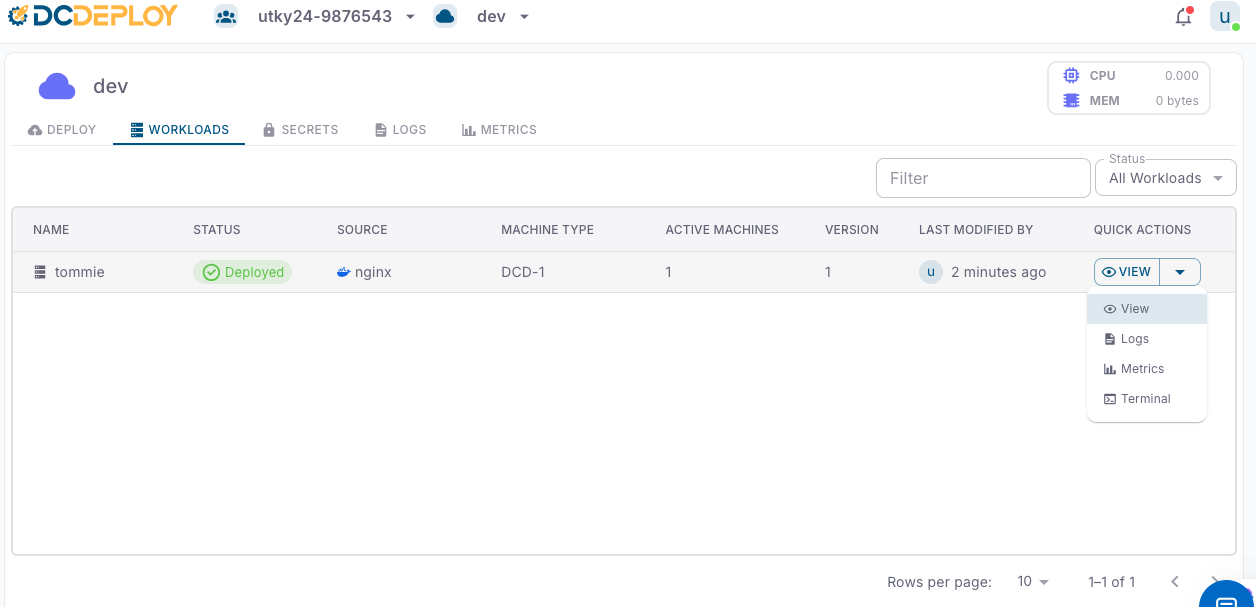 DCDEPLOY utky24-9876543 dev u
dev
CPU 0.000
MEM 0 bytes
DEPLOY WORKLOADS SECRETS LOGS METRICS
Filter
Status
All Workloads
NAME STATUS SOURCE MACHINE TYPE ACTIVE MACHINES VERSION LAST MODIFIED BY QUICK ACTIONS
tommie Deployed nginx DCD-1 1 1 u 2 minutes ago VIEW
View
Logs
Metrics
Terminal
Rows per page: 10 1–1 of 1